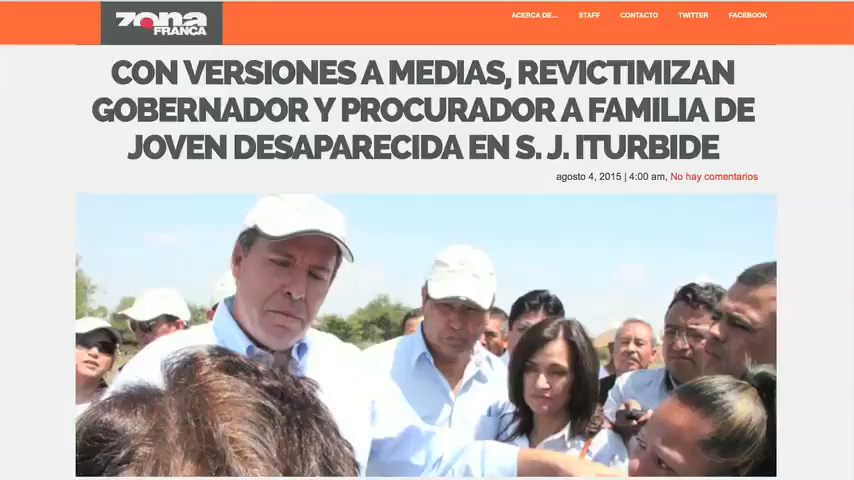 zona
FRANCA
ACERCA DE... STAFF CONTACTO TWITTER FACEBOOK
CON VERSIONES A MEDIAS, REVICTIMIZAN
GOBERNADOR Y PROCURADOR A FAMILIA DE
JOVEN DESAPARECIDA EN S. J. ITURBIDE
agosto 4, 2015 | 4:00 am, No hay comentarios